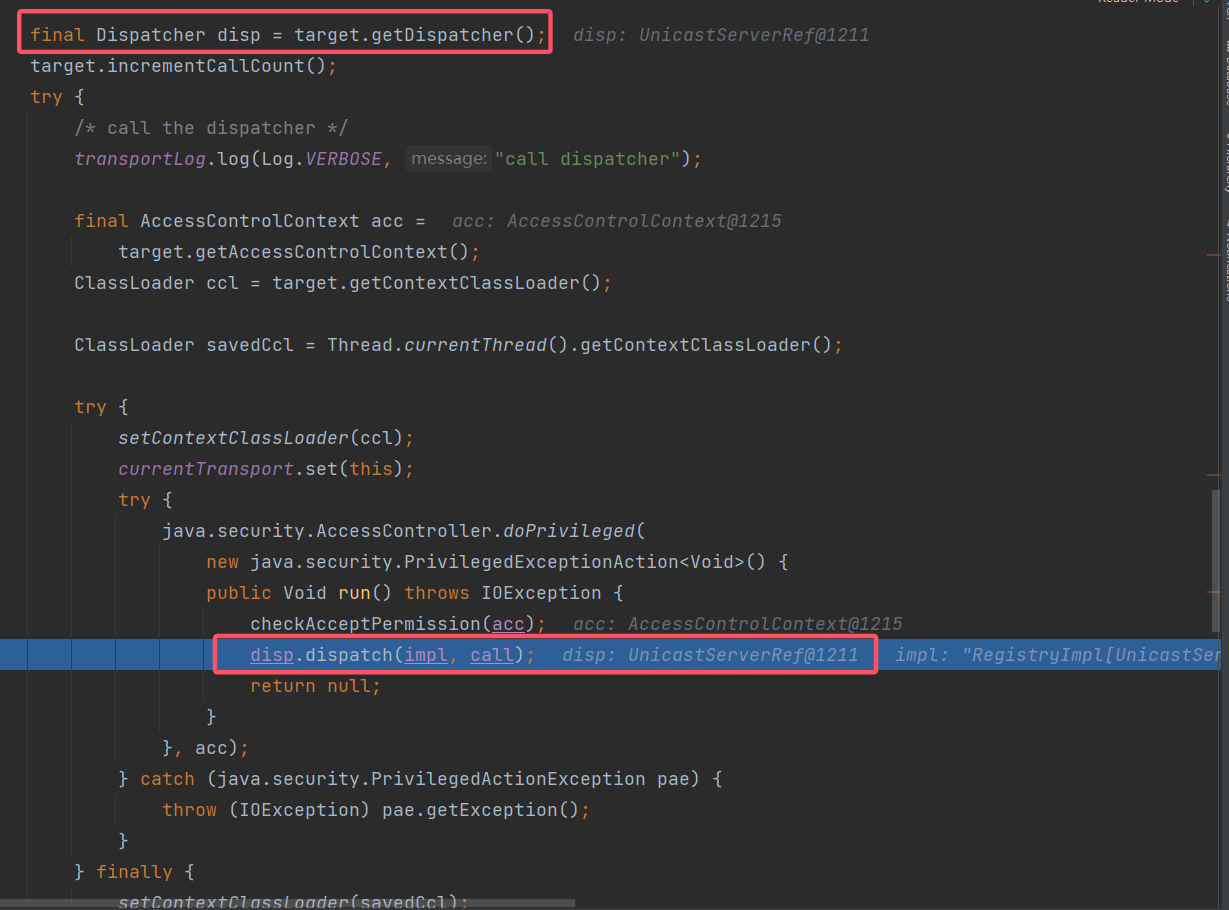 Reader Mode
final Dispatcher disp = target.getDispatcher(); disp: UnicastServerRef@1211
target.incrementCallCount();
try {
/* call the dispatcher */
transportLog.log(Log.VERBOSE, message: "call dispatcher");
final AccessControlContext acc = acc: AccessControlContext@1215
target.getAccessControlContext();
ClassLoader ccl = target.getContextClassLoader();
ClassLoader savedCcl = Thread.currentThread().getContextClassLoader();
try {
setContextClassLoader(ccl);
currentTransport.set(this);
try {
java.security.AccessController.doPrivileged(
new java.security.PrivilegedExceptionAction<Void>() {
public Void run() throws IOException {
checkAcceptPermission(acc); acc: AccessControlContext@1215
disp.dispatch(impl, call); disp: UnicastServerRef@1211 impl: "RegistryImpl[UnicastSer
return null;
}
}, acc);
} catch (java.security.PrivilegedActionException pae) {
throw (IOException) pae.getException();
}
} finally {
setContextClassLoader(savedCcl);